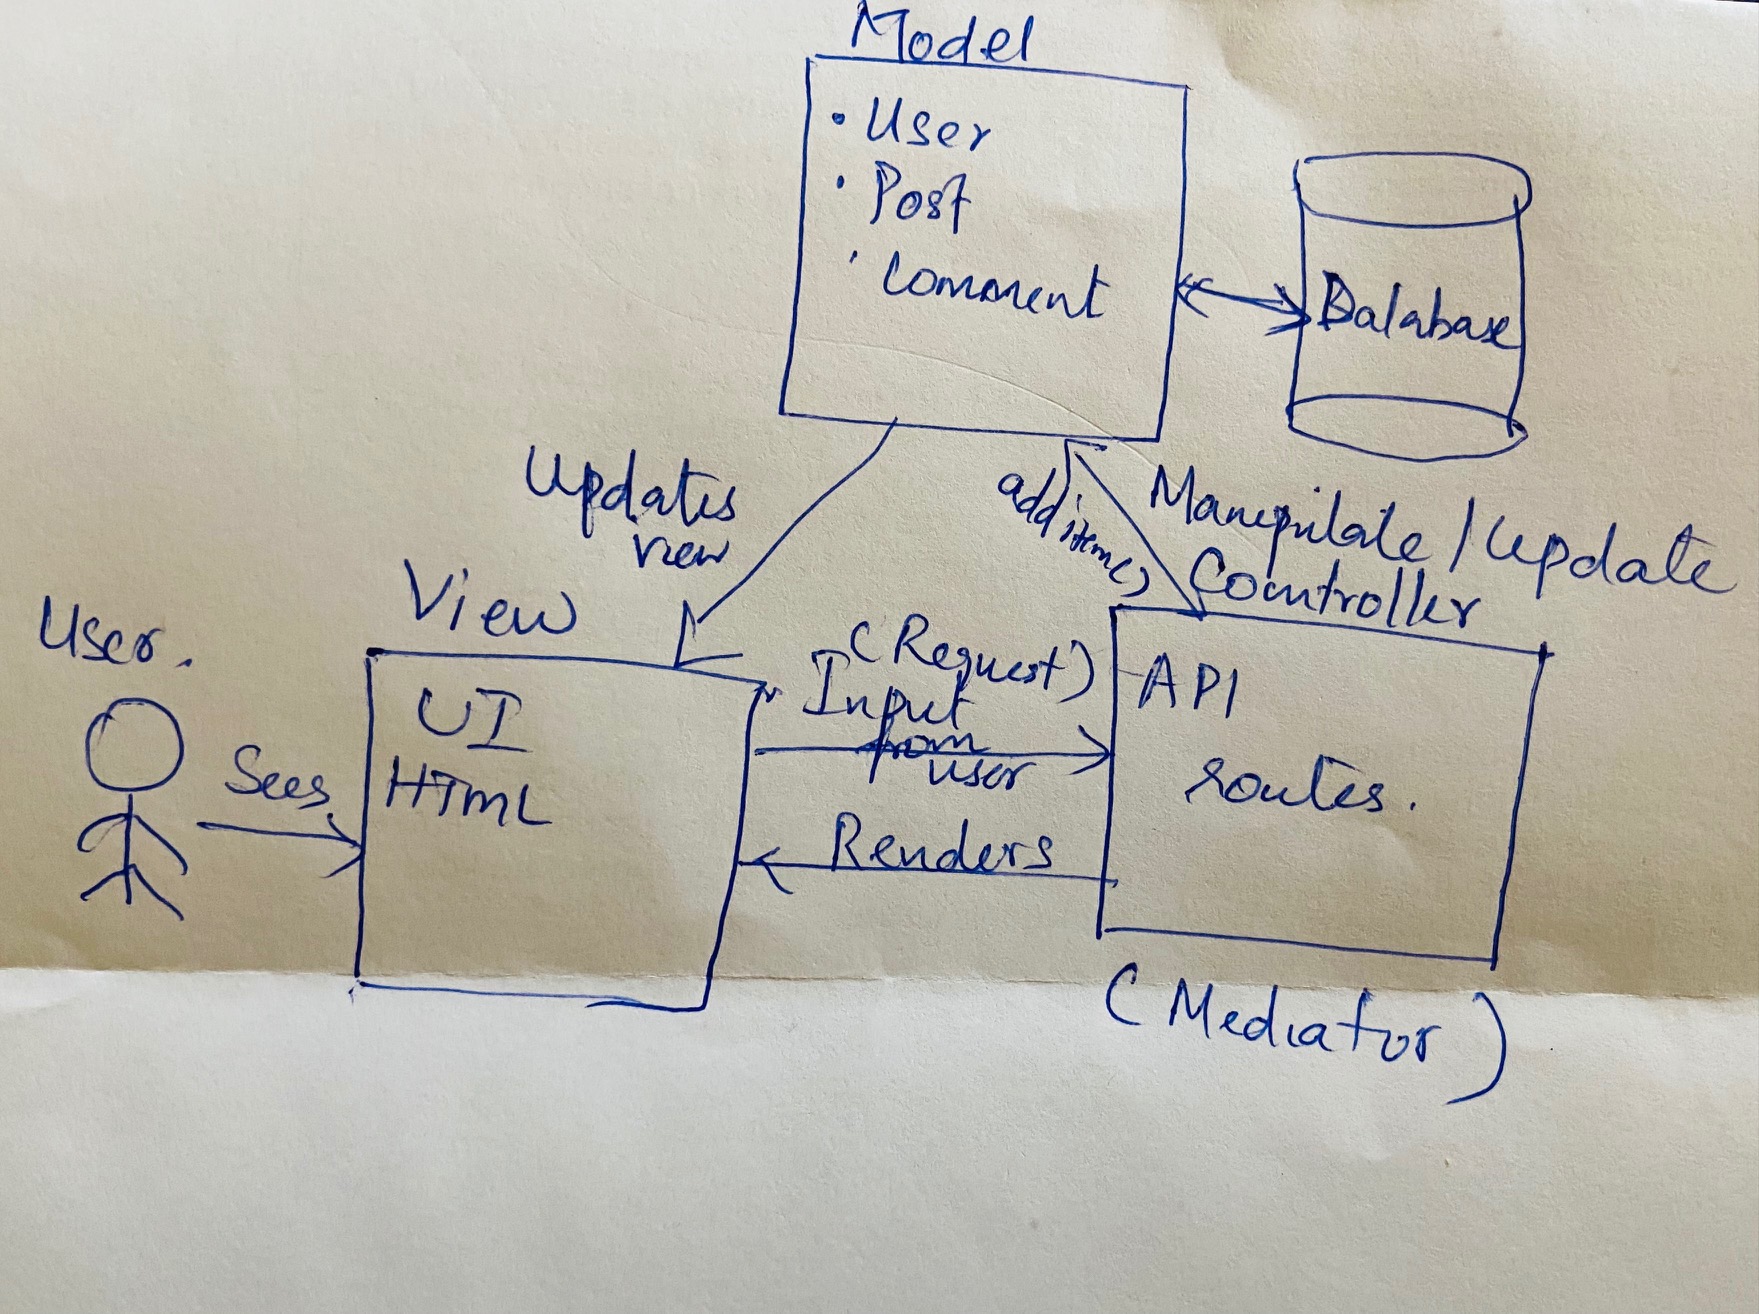 Model
• User
• Post
• Comment
Database
Updates
view
additem()
Manipulate / Update
Controller
View
User.
(Request)
Input
from
user
UI
HTML
API
routes.
Sees
Renders
(Mediator)